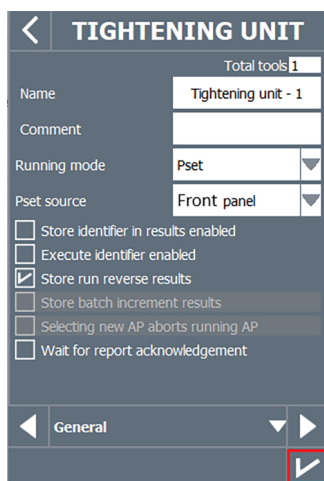 TIGHTENING UNIT
Total tools 1
Name Tightening unit - 1
Comment
Running mode Pset
Pset source Front panel
Store identifier in results enabled
Execute identifier enabled
Store run reverse results
Store batch increment results
Selecting new AP aborts running AP
Wait for report acknowledgement
General